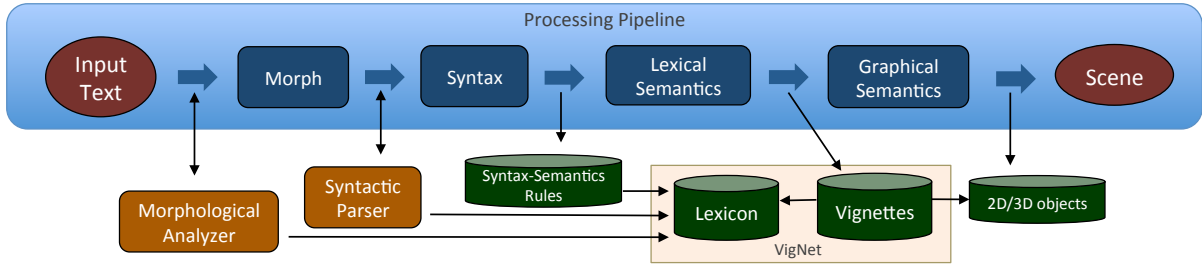 Processing Pipeline
Input
Text
Morph
Syntax
Lexical
Semantics
Graphical
Semantics
Scene
Morphological
Analyzer
Syntactic
Parser
Syntax-Semantics
Rules
Lexicon
Vignettes
2D/3D objects
VigNet